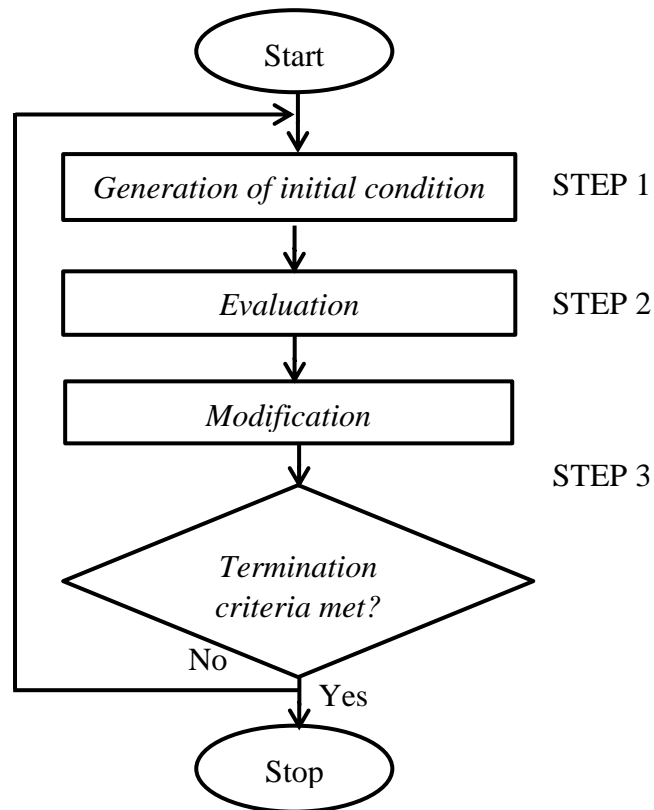 Start
Generation of initial condition
STEP 1
Evaluation
STEP 2
Modification
STEP 3
Termination
criteria met?
No
Yes
Stop